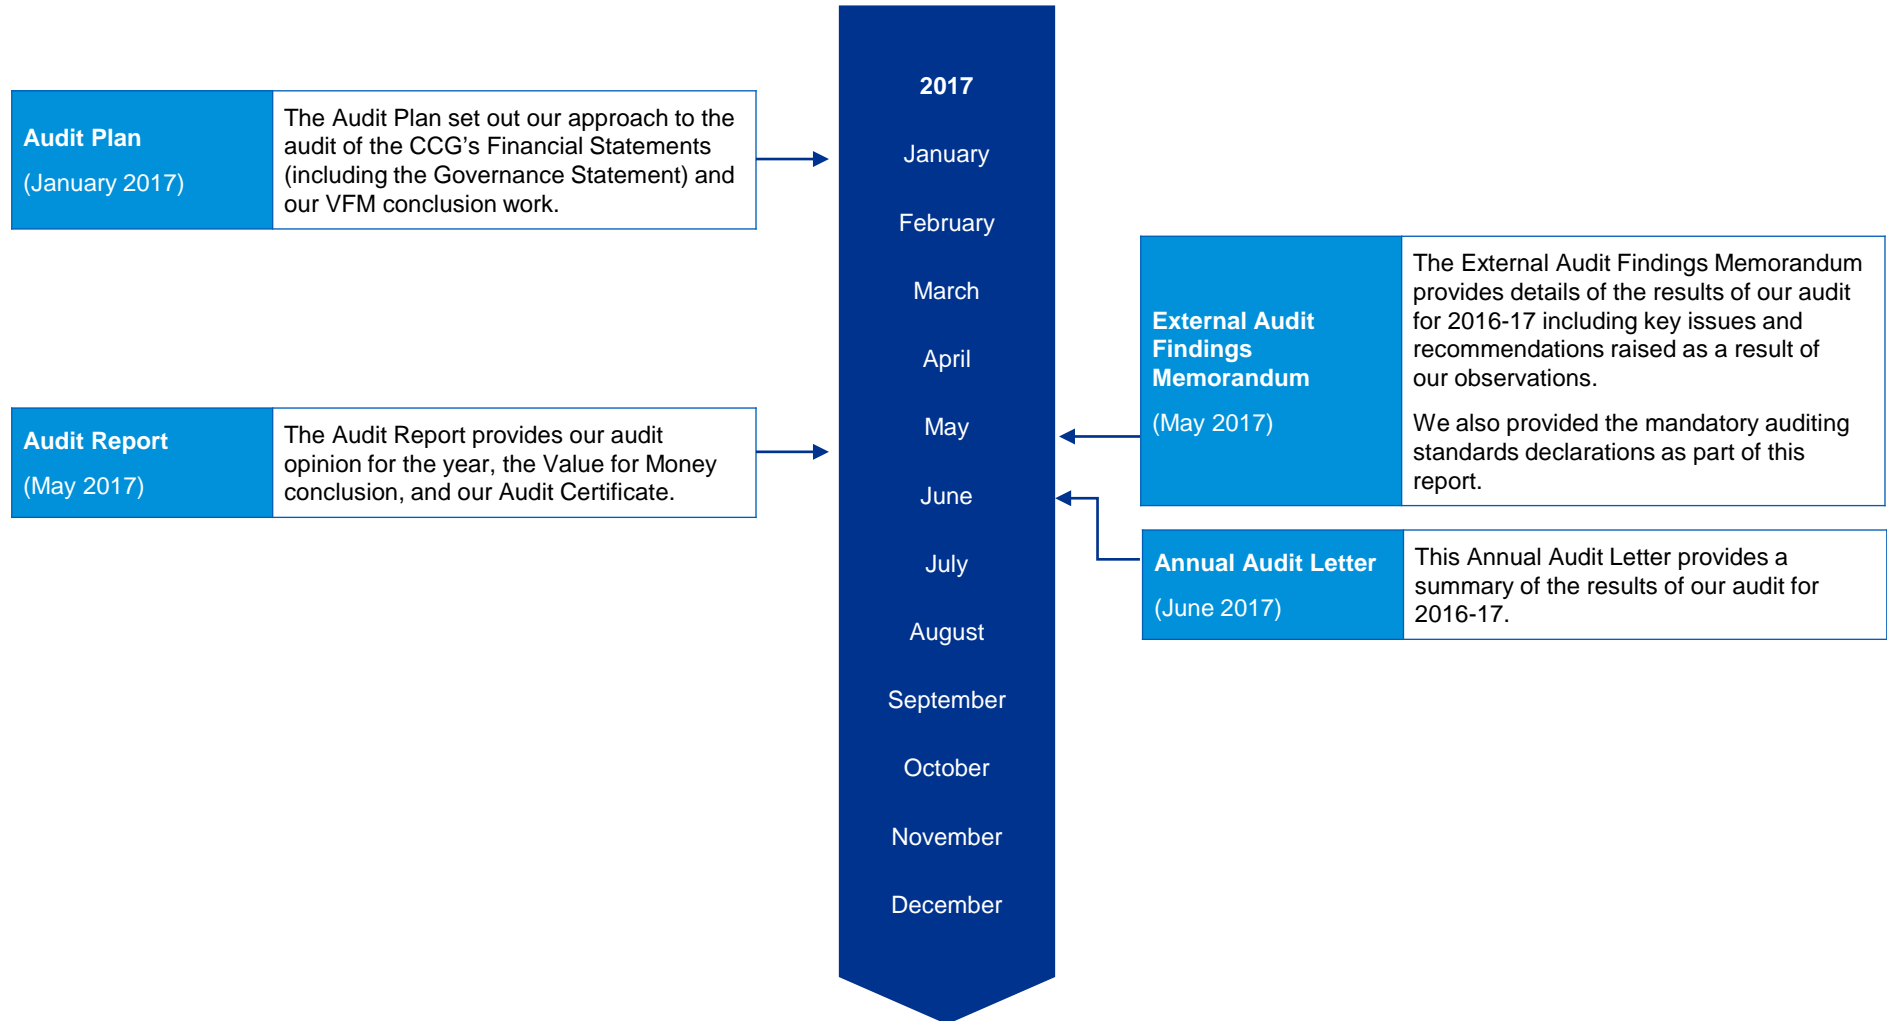 Audit Plan
(January 2017)
The Audit Plan set out our approach to the
audit of the CCG’s Financial Statements
(including the Governance Statement) and
our VFM conclusion work.
Audit Report
(May 2017)
The Audit Report provides our audit
opinion for the year, the Value for Money
conclusion, and our Audit Certificate.
2017
January
February
March
April
May
June
July
August
September
October
November
December
External Audit
Findings
Memorandum
(May 2017)
The External Audit Findings Memorandum
provides details of the results of our audit
for 2016-17 including key issues and
recommendations raised as a result of
our observations.
We also provided the mandatory auditing
standards declarations as part of this
report.
Annual Audit Letter
(June 2017)
This Annual Audit Letter provides a
summary of the results of our audit for
2016-17.